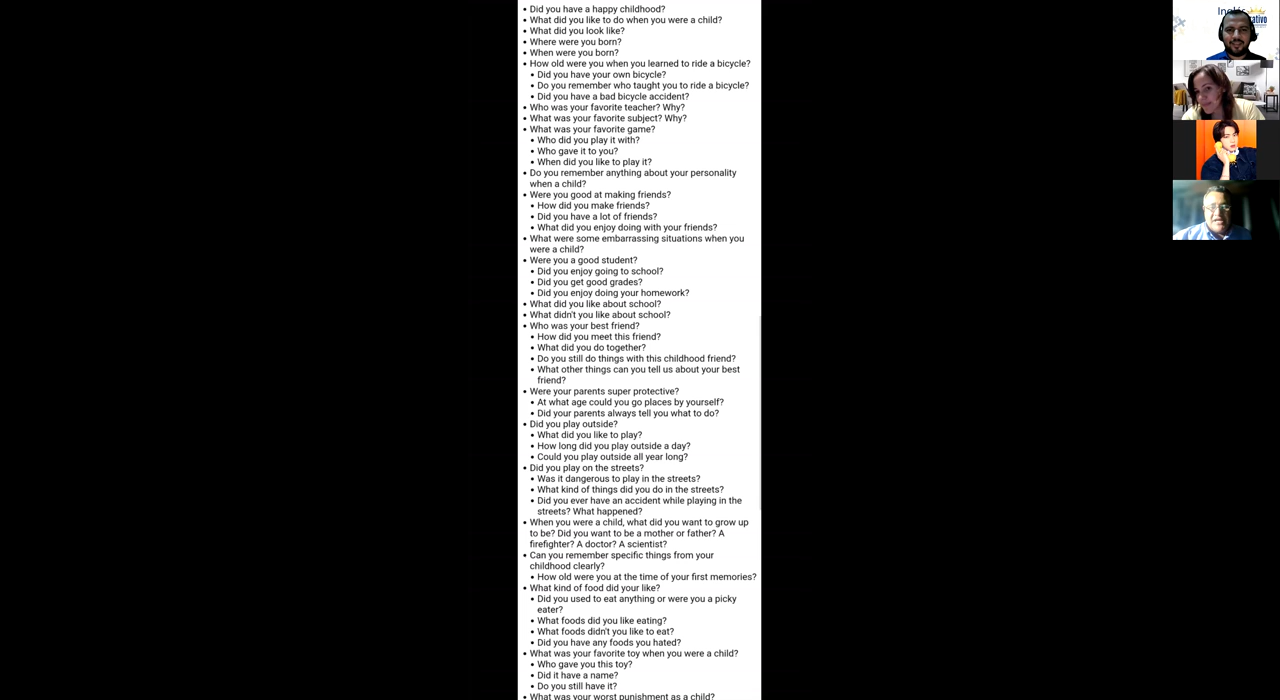 • Did you have a happy childhood?
• What did you like to do when you were a child?
• What did you look like?
• Where were you born?
• When were you born?
• How old were you when you learned to ride a bicycle?
• Did you have your own bicycle?
• Do you remember who taught you to ride a bicycle?
• Did you have a bad bicycle accident?
• Who was your favorite teacher? Why?
• What was your favorite subject? Why?
• What was your favorite game?
• Who did you play it with?
• Who gave it to you?
• When did you like to play it?
• Do you remember anything about your personality
when a child?
• Were you good at making friends?
• How did you make friends?
• Did you have a lot of friends?
• What did you enjoy doing with your friends?
• What were some embarrassing situations when you
were a child?
• Were you a good student?
• Did you enjoy going to school?
• Did you get good grades?
• Did you enjoy doing your homework?
• What did you like about school?
• What didn't you like about school?
• Who was your best friend?
• How did you meet this friend?
• What did you do together?
• Do you still do things with this childhood friend?
• What other things can you tell us about your best
friend?
• Were your parents super protective?
• At what age could you go places by yourself?
• Did your parents always tell you what to do?
• Did you play outside?
• What did you like to play?
• How long did you play outside a day?
• Could you play outside all year long?
• Did you play on the streets?
• Was it dangerous to play in the streets?
• What kind of things did you do in the streets?
• Did you ever have an accident while playing in the
streets? What happened?
• When you were a child, what did you want to grow up
to be? Did you want to be a mother or father? A
firefighter? A doctor? A scientist?
• Can you remember specific things from your
childhood clearly?
• How old were you at the time of your first memories?
• What kind of food did your like?
• Did you used to eat anything or were you a picky
eater?
• What foods did you like eating?
• What foods didn't you like to eat?
• Did you have any foods you hated?
• What was your favorite toy when you were a child?
• Who gave you this toy?
• Did it have a name?
• Do you still have it?
• What was your worst punishment as a child?